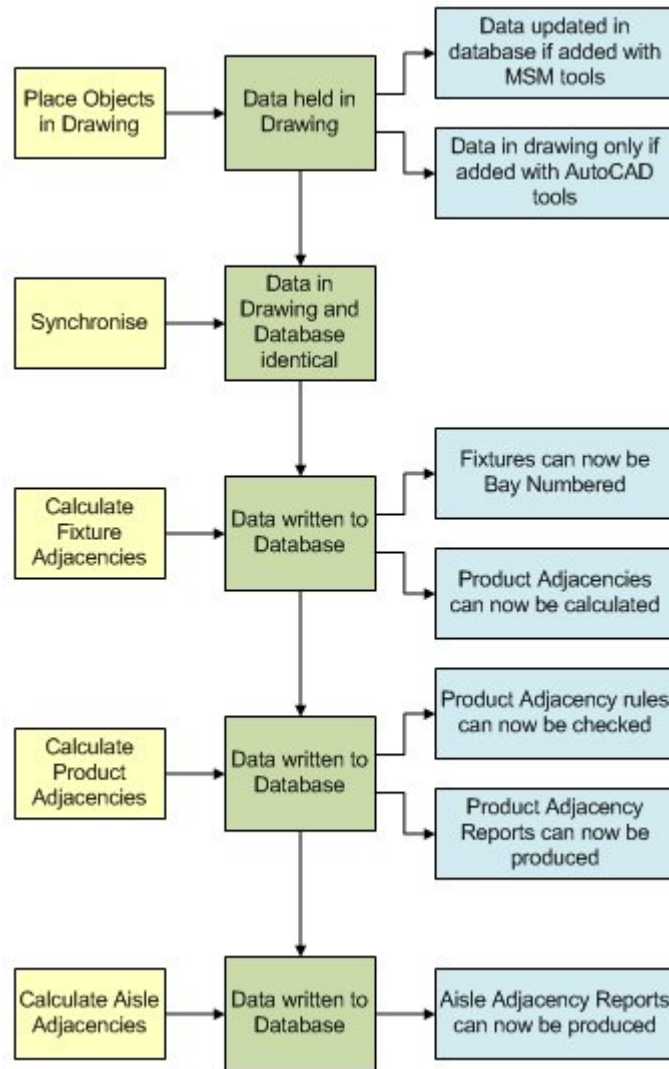 Place Objects
in Drawing
Data held in
Drawing
Data updated in
database if added with
MSM tools
Data in drawing only if
added with AutoCAD
tools
Synchronise
Data in
Drawing and
Database
identical
Calculate
Fixture
Adjacencies
Data written to
Database
Fixtures can now be
Bay Numbered
Product Adjacencies
can now be calculated
Calculate
Product
Adjacencies
Data written to
Database
Product Adjacency rules
can now be checked
Product Adjacency
Reports can now be
produced
Calculate Aisle
Adjacencies
Data written to
Database
Aisle Adjacency Reports
can now be produced